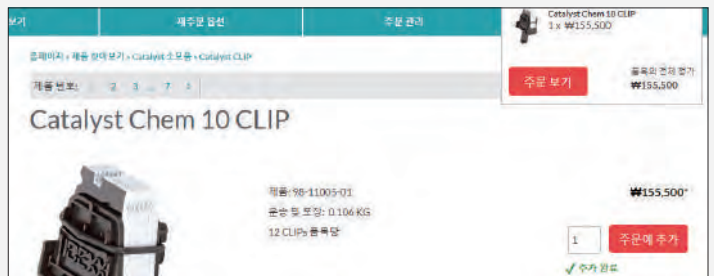 보기 재주문 옵션 주문 관리
Catalyst Chem 10 CLIP
1 x ₩155,500
주문 보기
품목의 전체 정가
₩155,500
홈페이지 › 제품 찾아보기 › Catalyst 소모품 › Catalyst CLIP
제품 번호: 2 3 ... 7
Catalyst Chem 10 CLIP
제품: 98-11005-01
₩155,500*
운송 및 포장: 0.106 KG
12 CLIPs 품목당
1 주문에 추가
✓ 추가 완료